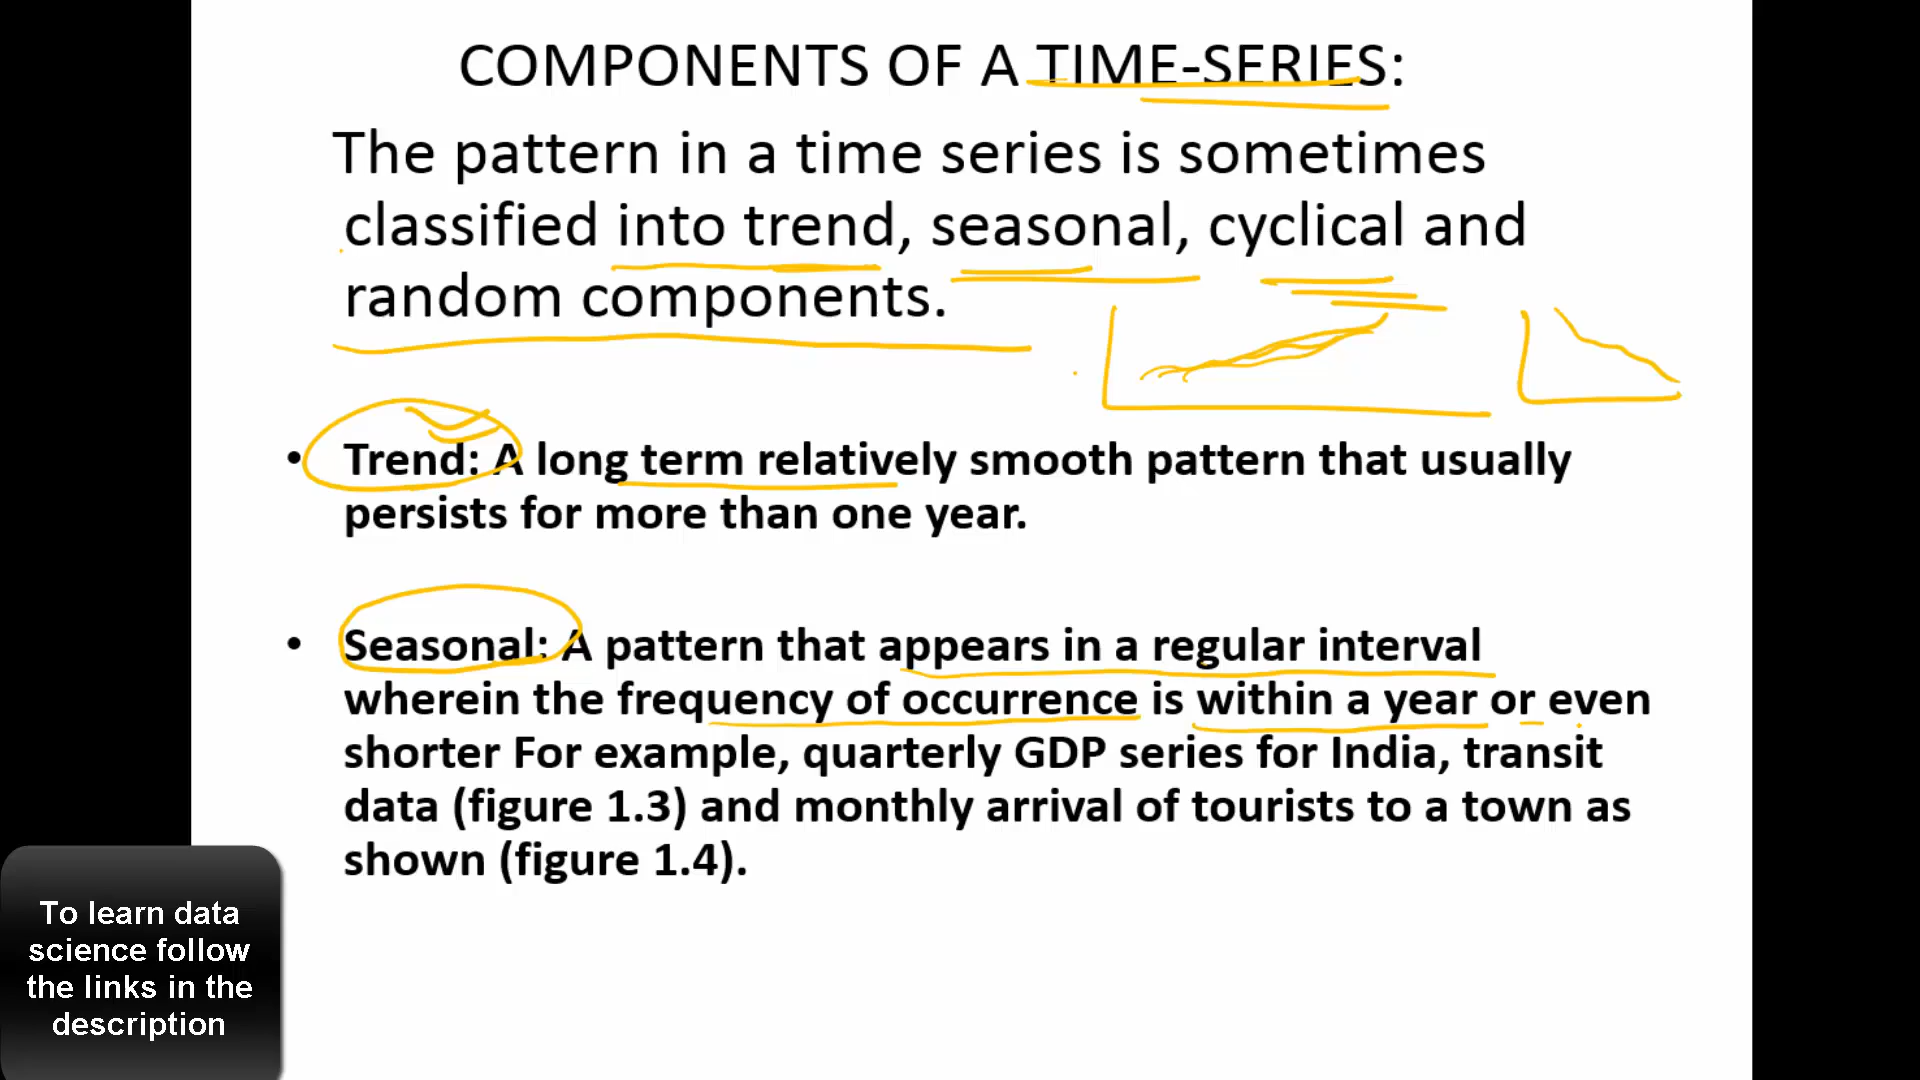 COMPONENTS OF A TIME-SERIES:
The pattern in a time series is sometimes
classified into trend, seasonal, cyclical and
random components.
• Trend: A long term relatively smooth pattern that usually
persists for more than one year.
• Seasonal: A pattern that appears in a regular interval
wherein the frequency of occurrence is within a year or even
shorter For example, quarterly GDP series for India, transit
data (figure 1.3) and monthly arrival of tourists to a town as
shown (figure 1.4).
To learn data
science follow
the links in the
description